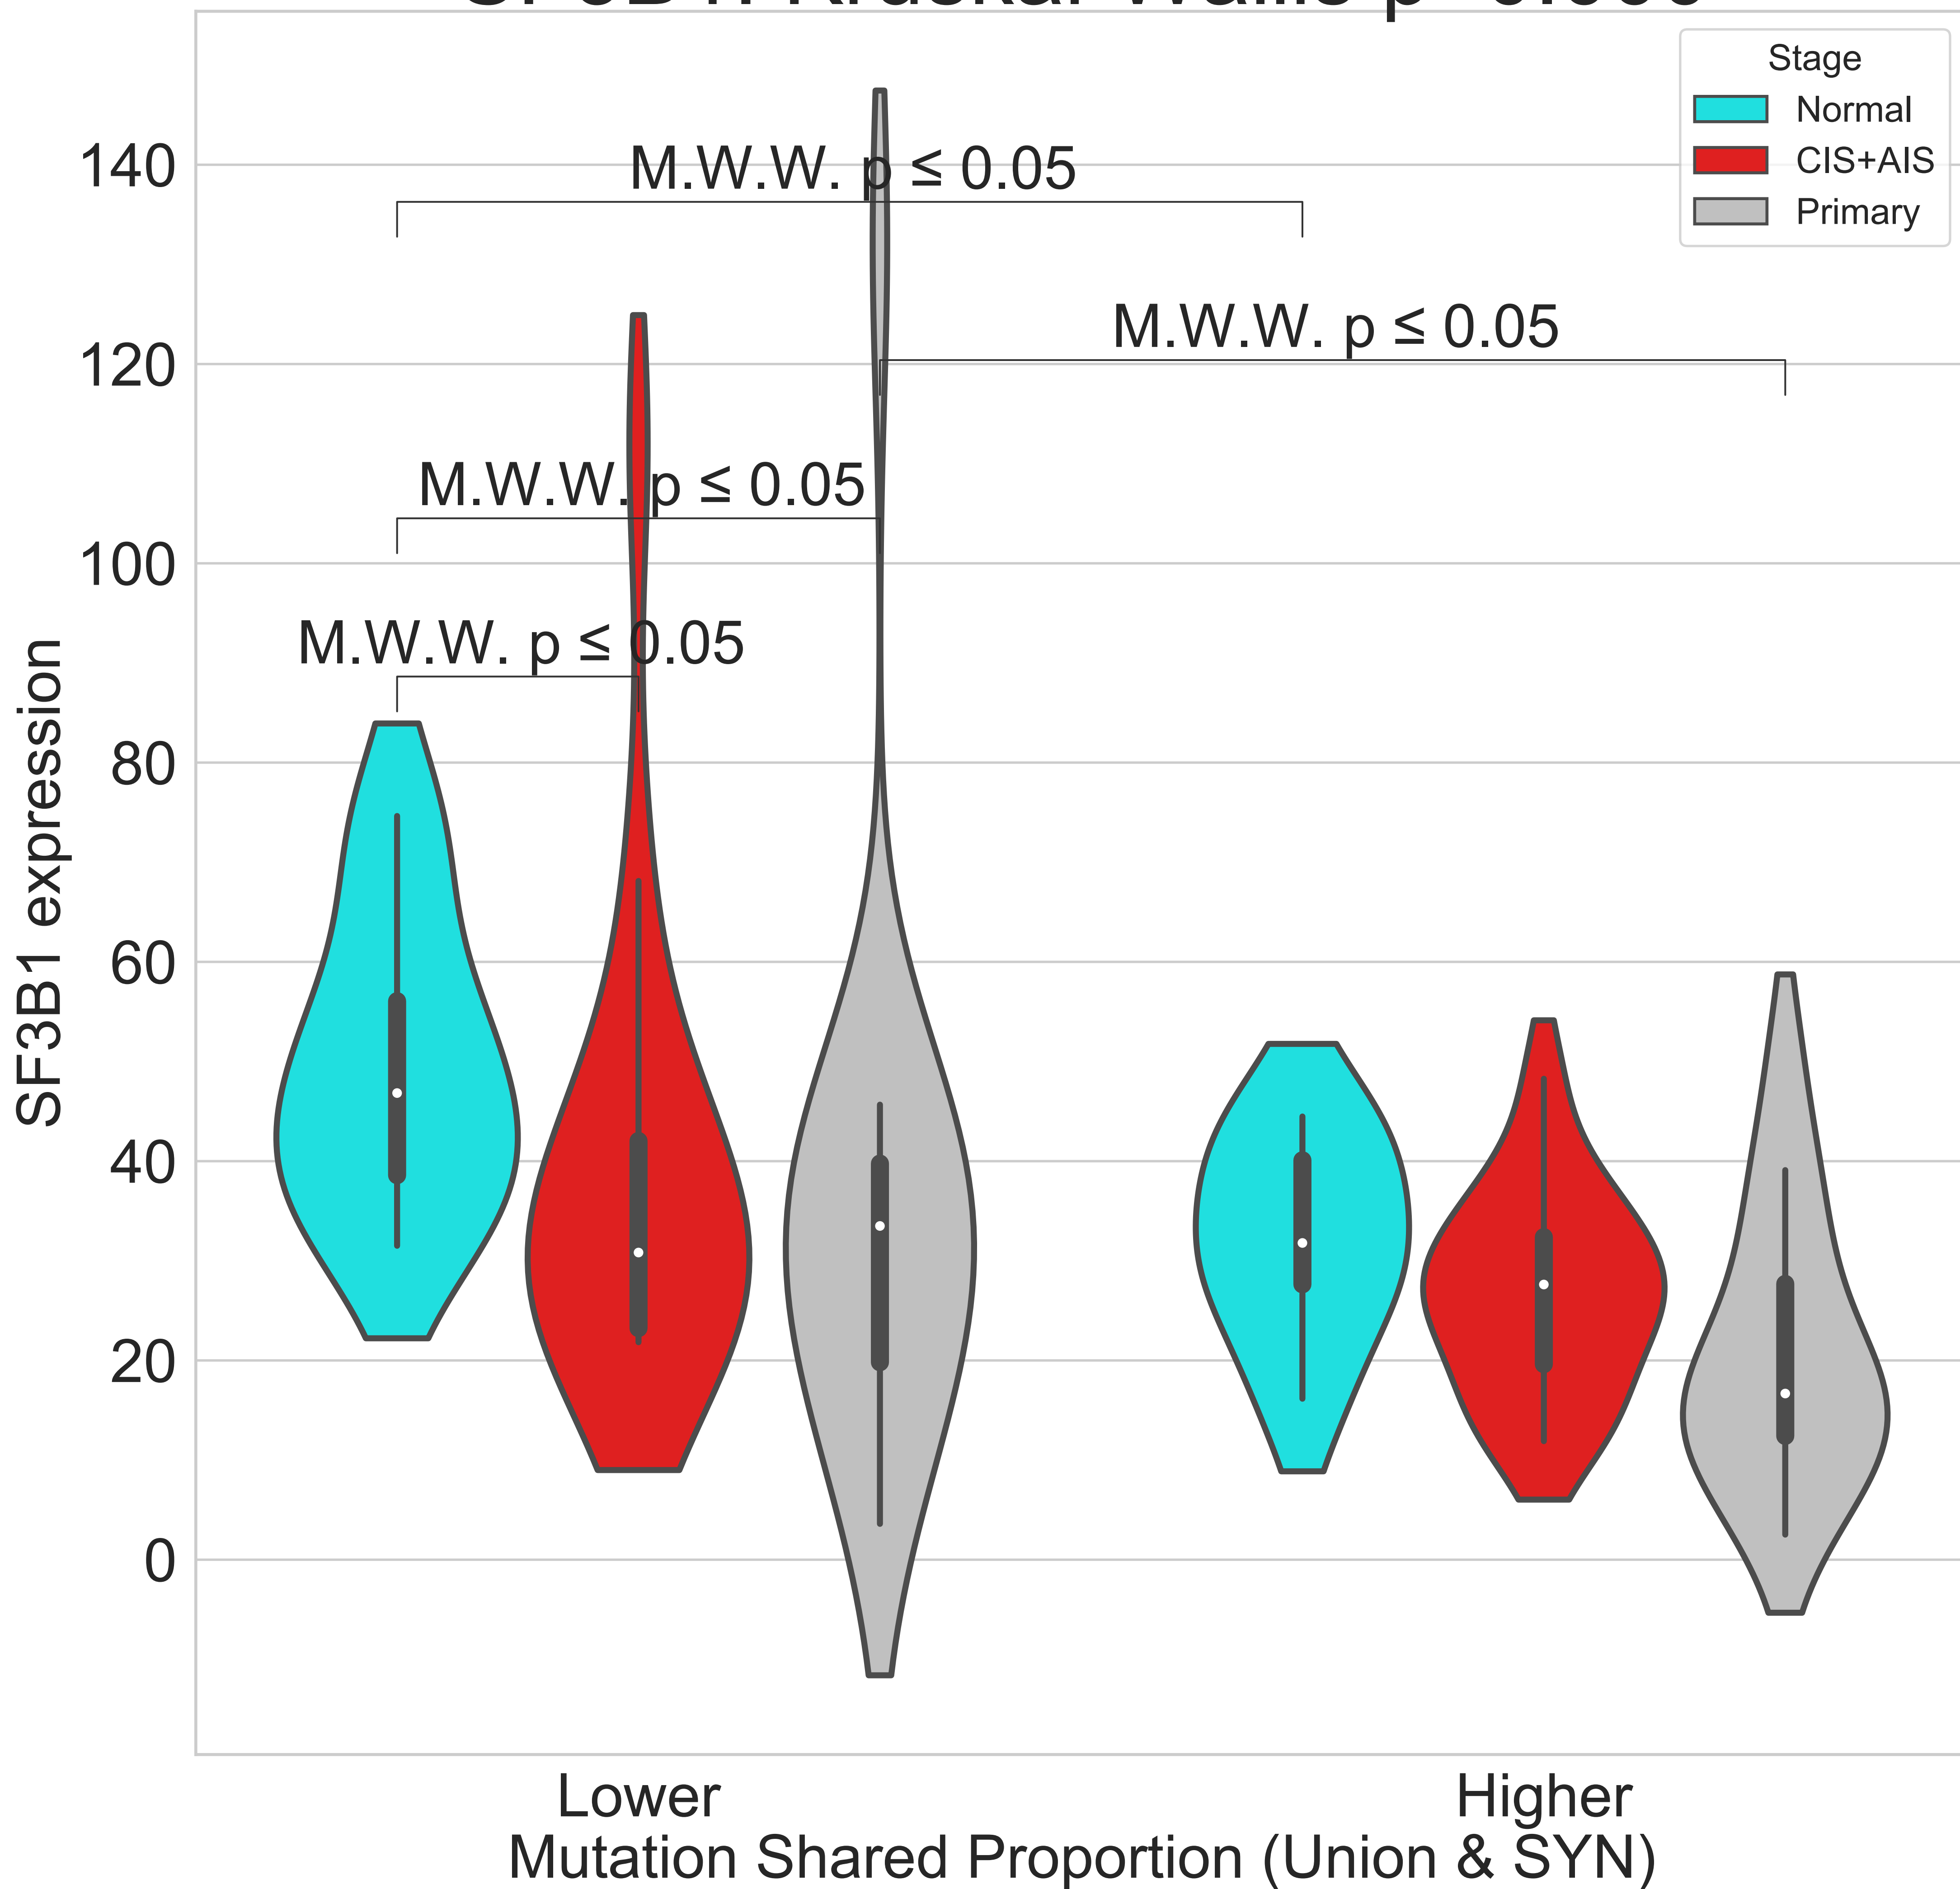 Stage
Normal
CIS+AIS
Primary
140
120
100
80
60
40
20
0
SF3B1 expression
M.W.W. p ≤ 0.05
M.W.W. p ≤ 0.05
M.W.W. p ≤ 0.05
M.W.W. p ≤ 0.05
Lower
Higher
Mutation Shared Proportion (Union & SYN)